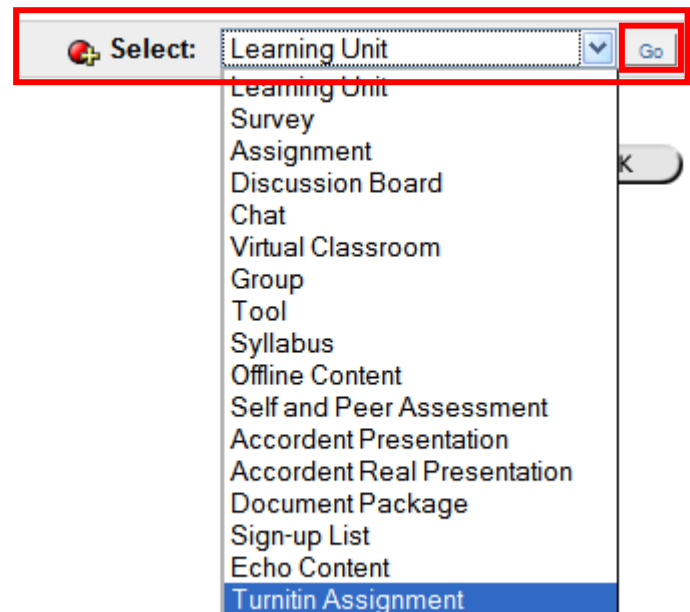 Select: Learning Unit Go
Learning Unit
Survey
Assignment
Discussion Board
Chat
Virtual Classroom
Group
Tool
Syllabus
Offline Content
Self and Peer Assessment
Accordent Presentation
Accordent Real Presentation
Document Package
Sign-up List
Echo Content
Turnitin Assignment
K